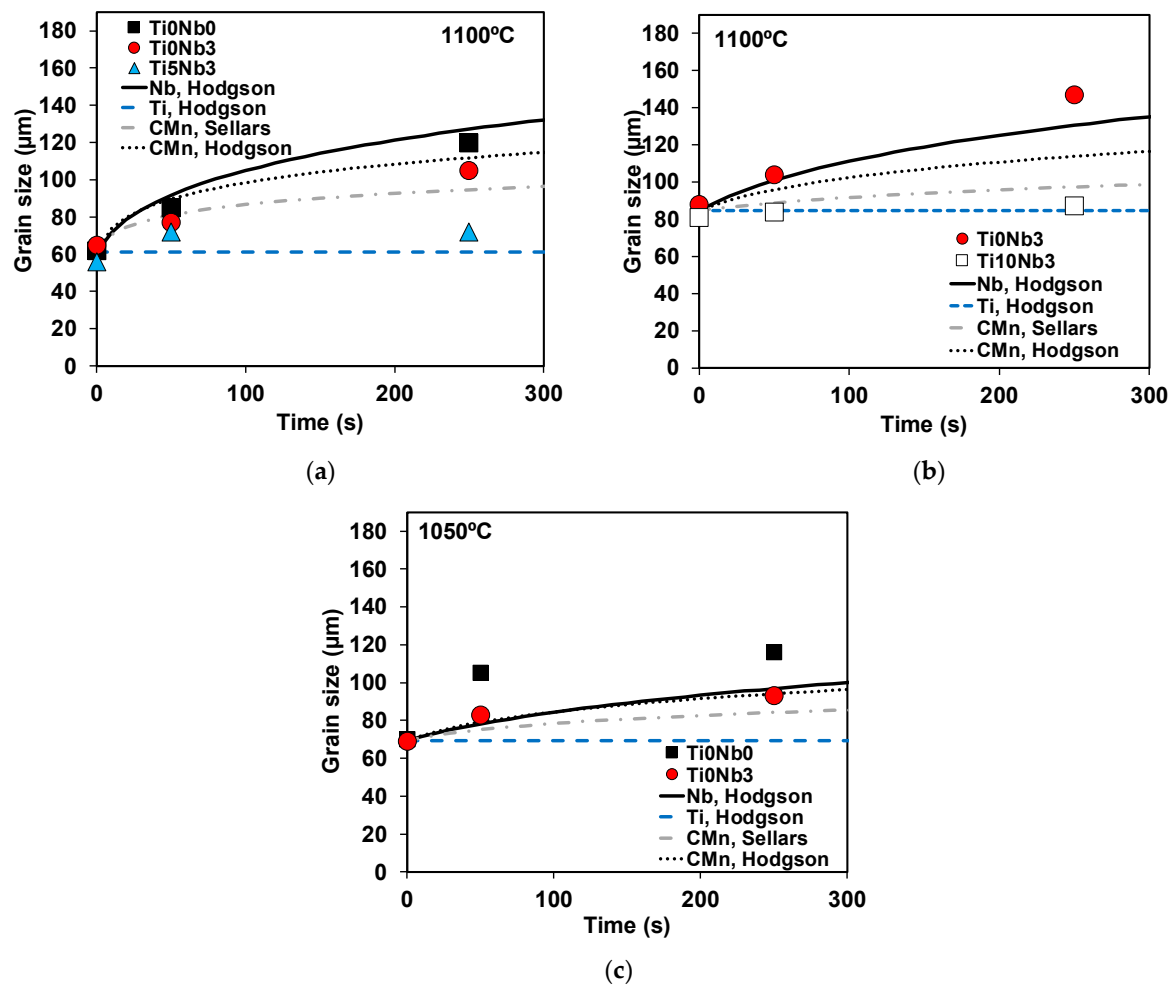 180
160
140
120
100
80
60
40
20
0
Grain size (µm)
1100ºC
Ti0Nb0
Ti0Nb3
Ti5Nb3
Nb, Hodgson
Ti, Hodgson
CMn, Sellars
CMn, Hodgson
0 100 200 300
Time (s)
(a)
180
160
140
120
100
80
60
40
20
0
Grain size (µm)
1100ºC
Ti0Nb3
Ti10Nb3
Nb, Hodgson
Ti, Hodgson
CMn, Sellars
CMn, Hodgson
0 100 200 300
Time (s)
(b)
180
160
140
120
100
80
60
40
20
0
Grain size (µm)
1050ºC
Ti0Nb0
Ti0Nb3
Nb, Hodgson
Ti, Hodgson
CMn, Sellars
CMn, Hodgson
0 100 200 300
Time (s)
(c)